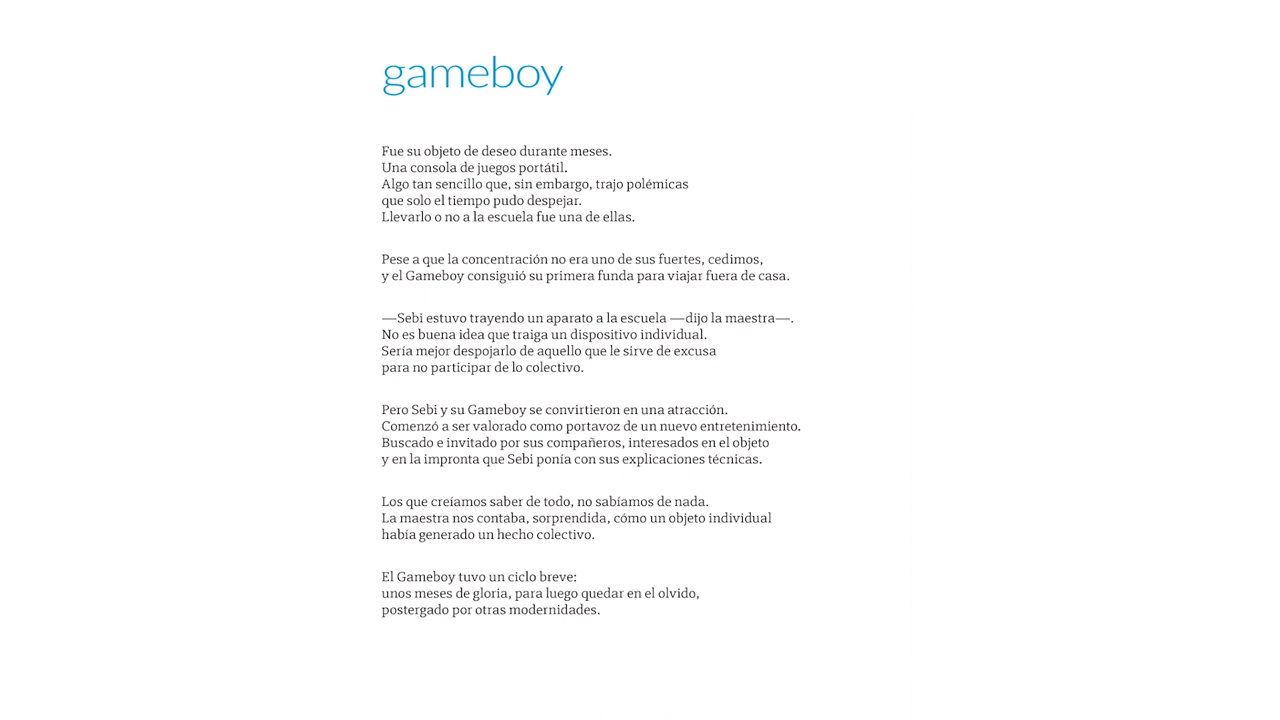 gameboy
Fue su objeto de deseo durante meses.
Una consola de juegos portátil.
Algo tan sencillo que, sin embargo, trajo polémicas
que solo el tiempo pudo despejar.
Llevarlo o no a la escuela fue una de ellas.
Pese a que la concentración no era uno de sus fuertes, cedimos,
y el Gameboy consiguió su primera funda para viajar fuera de casa.
—Sebi estuvo trayendo un aparato a la escuela —dijo la maestra—.
No es buena idea que traiga un dispositivo individual.
Sería mejor despojarlo de aquello que le sirve de excusa
para no participar de lo colectivo.
Pero Sebi y su Gameboy se convirtieron en una atracción.
Comenzó a ser valorado como portavoz de un nuevo entretenimiento.
Buscado e invitado por sus compañeros, interesados en el objeto
y en la impronta que Sebi ponía con sus explicaciones técnicas.
Los que creíamos saber de todo, no sabíamos de nada.
La maestra nos contaba, sorprendida, cómo un objeto individual
había generado un hecho colectivo.
El Gameboy tuvo un ciclo breve:
unos meses de gloria, para luego quedar en el olvido,
postergado por otras modernidades.